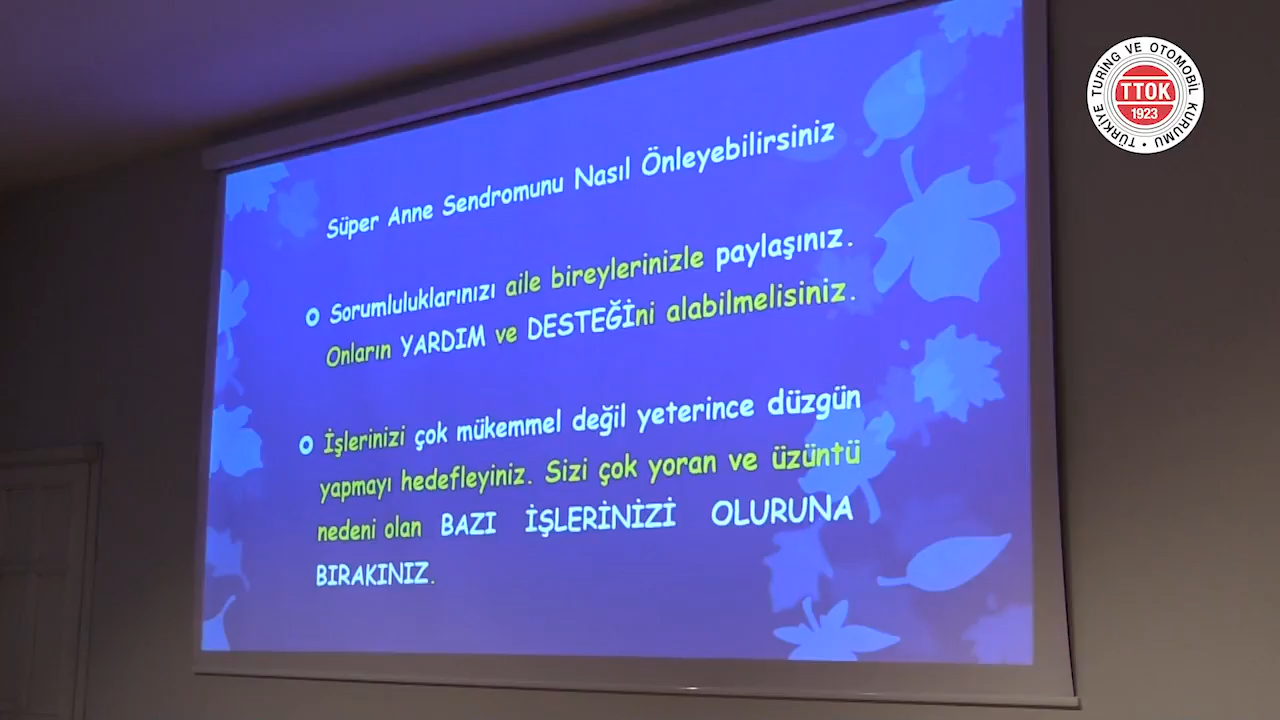 Süper Anne Sendromunu Nasıl Önleyebilirsiniz
Sorumluluklarınızı aile bireylerinizle paylaşınız.
Onların YARDIM ve DESTEĞİni alabilmelisiniz.
İşlerinizi çok mükemmel değil yeterince düzgün
yapmayı hedefleyiniz. Sizi çok yoran ve üzüntü
nedeni olan BAZI İŞLERİNİZİ OLURUNA
BIRAKINIZ.
TÜRKİYE TURİNG VE OTOMOBİL KURUMU
TTOK
1923